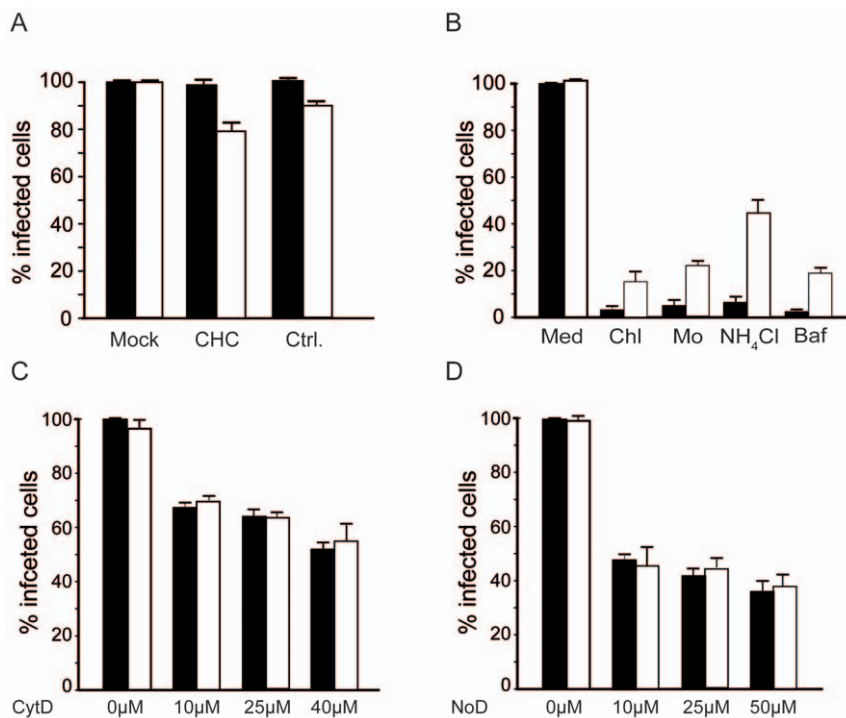 A
% infected cells
100
80
60
40
20
0
Mock CHC Ctrl.
B
% infected cells
100
80
60
40
20
0
Med Chl Mo NH₄Cl Baf
C
% infceted cells
100
80
60
40
20
0
CytD 0µM 10µM 25µM 40µM
D
% infected cells
100
80
60
40
20
0
NoD 0µM 10µM 25µM 50µM